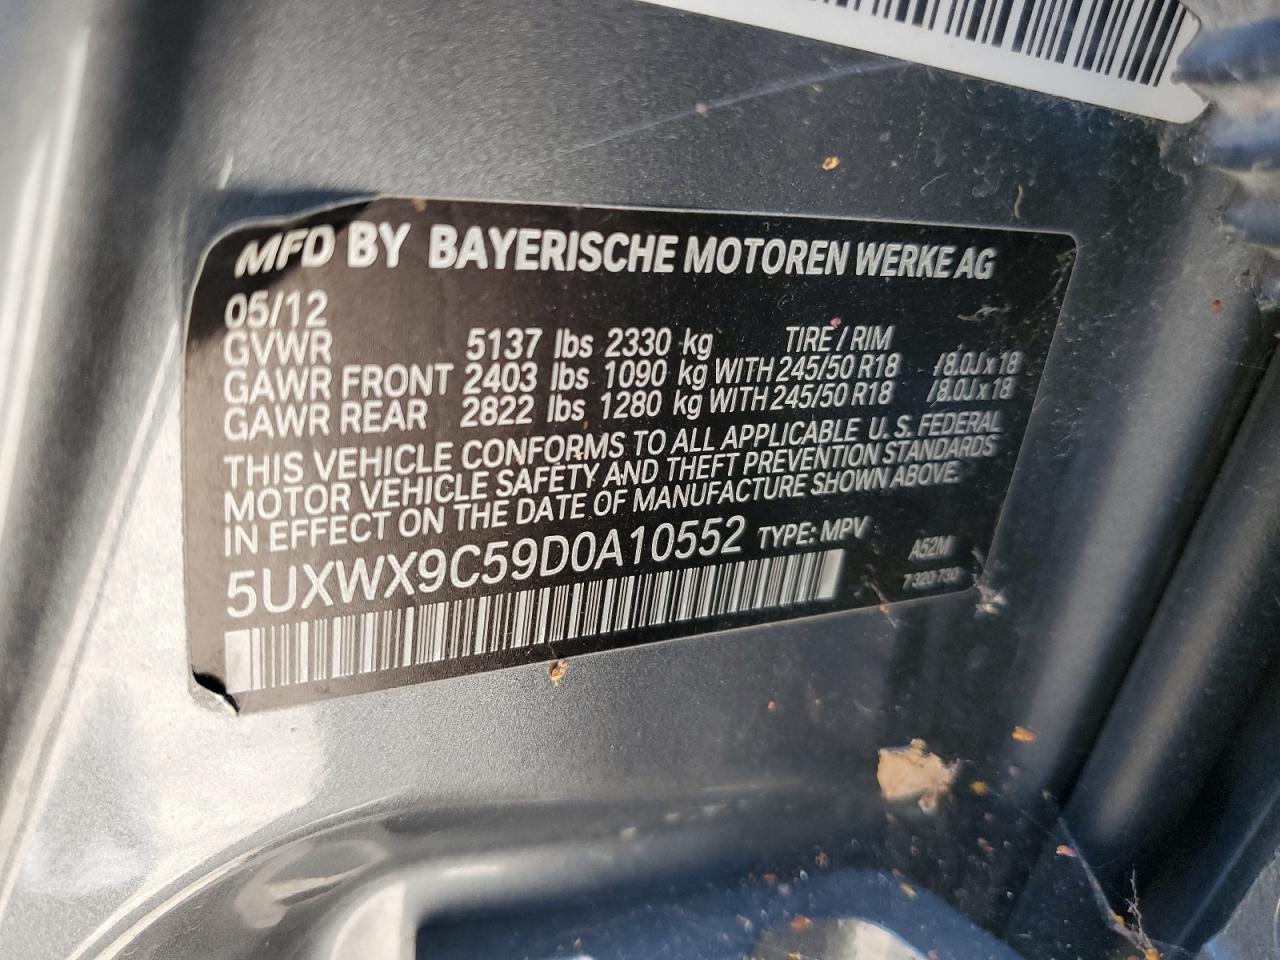 MFD BY BAYERISCHE MOTOREN WERKE AG
05/12
GVWR 5137 lbs 2330 kg TIRE / RIM
GAWR FRONT 2403 lbs 1090 kg WITH 245/50 R18 /8.0J x 18
GAWR REAR 2822 lbs 1280 kg WITH 245/50 R18 /8.0J x 18
THIS VEHICLE CONFORMS TO ALL APPLICABLE U.S. FEDERAL
MOTOR VEHICLE SAFETY AND THEFT PREVENTION STANDARDS
IN EFFECT ON THE DATE OF MANUFACTURE SHOWN ABOVE.
5UXWX9C59D0A10552 TYPE: MPV A52M
7 320 730